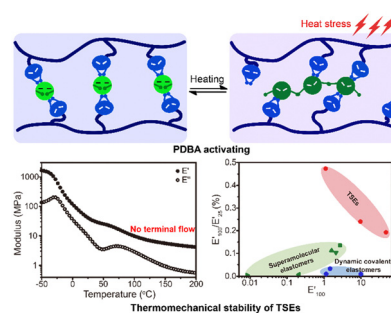 Heat stress
Heating
PDBA activating
1000
100
10
1
Modulus (MPa)
E'
E"
No terminal flow
-50
0
50
100
150
200
Temperature (°C)
0.5
0.4
0.3
0.2
0.1
0.0
E'100/E'25(%)
TSEs
Supramolecular
elastomers
Dynamic covalent
elastomers
0.01
0.1
1
10
E'100
Thermomechanical stability of TSEs